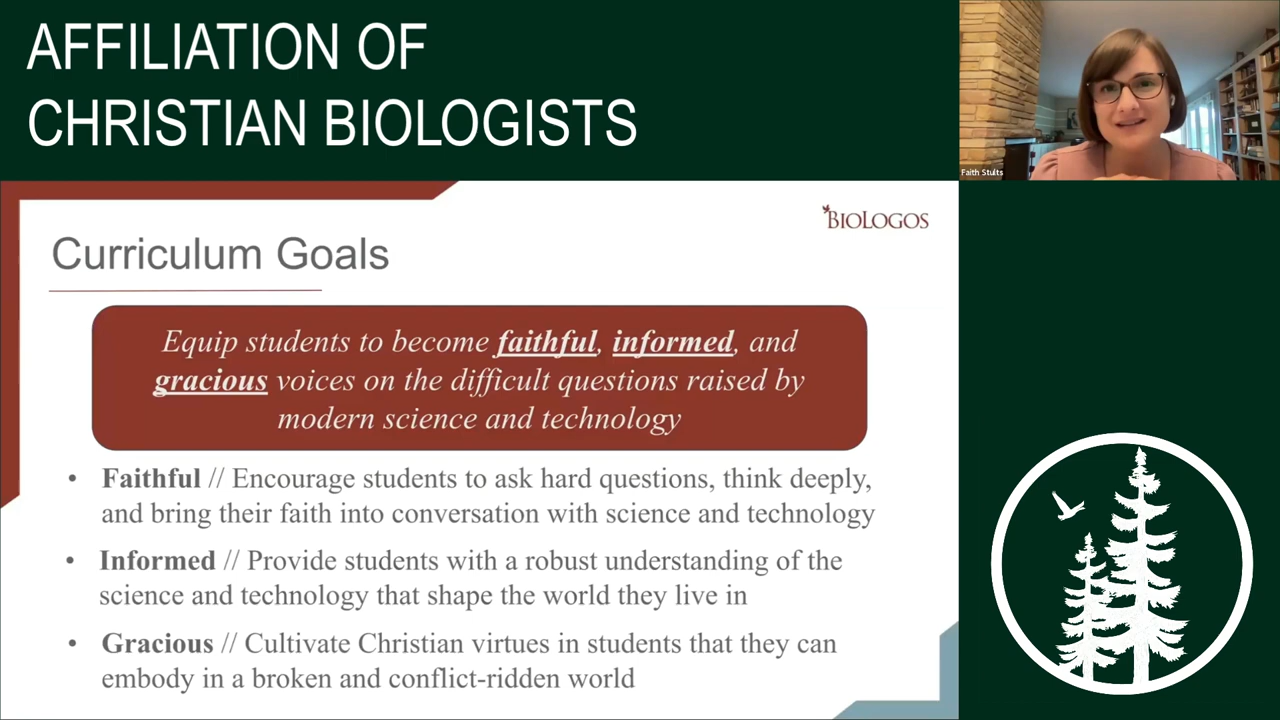 AFFILIATION OF
CHRISTIAN BIOLOGISTS
Faith Stults
BIOLOGOS
Curriculum Goals
Equip students to become faithful, informed, and
gracious voices on the difficult questions raised by
modern science and technology
• Faithful // Encourage students to ask hard questions, think deeply,
and bring their faith into conversation with science and technology
• Informed // Provide students with a robust understanding of the
science and technology that shape the world they live in
• Gracious // Cultivate Christian virtues in students that they can
embody in a broken and conflict-ridden world